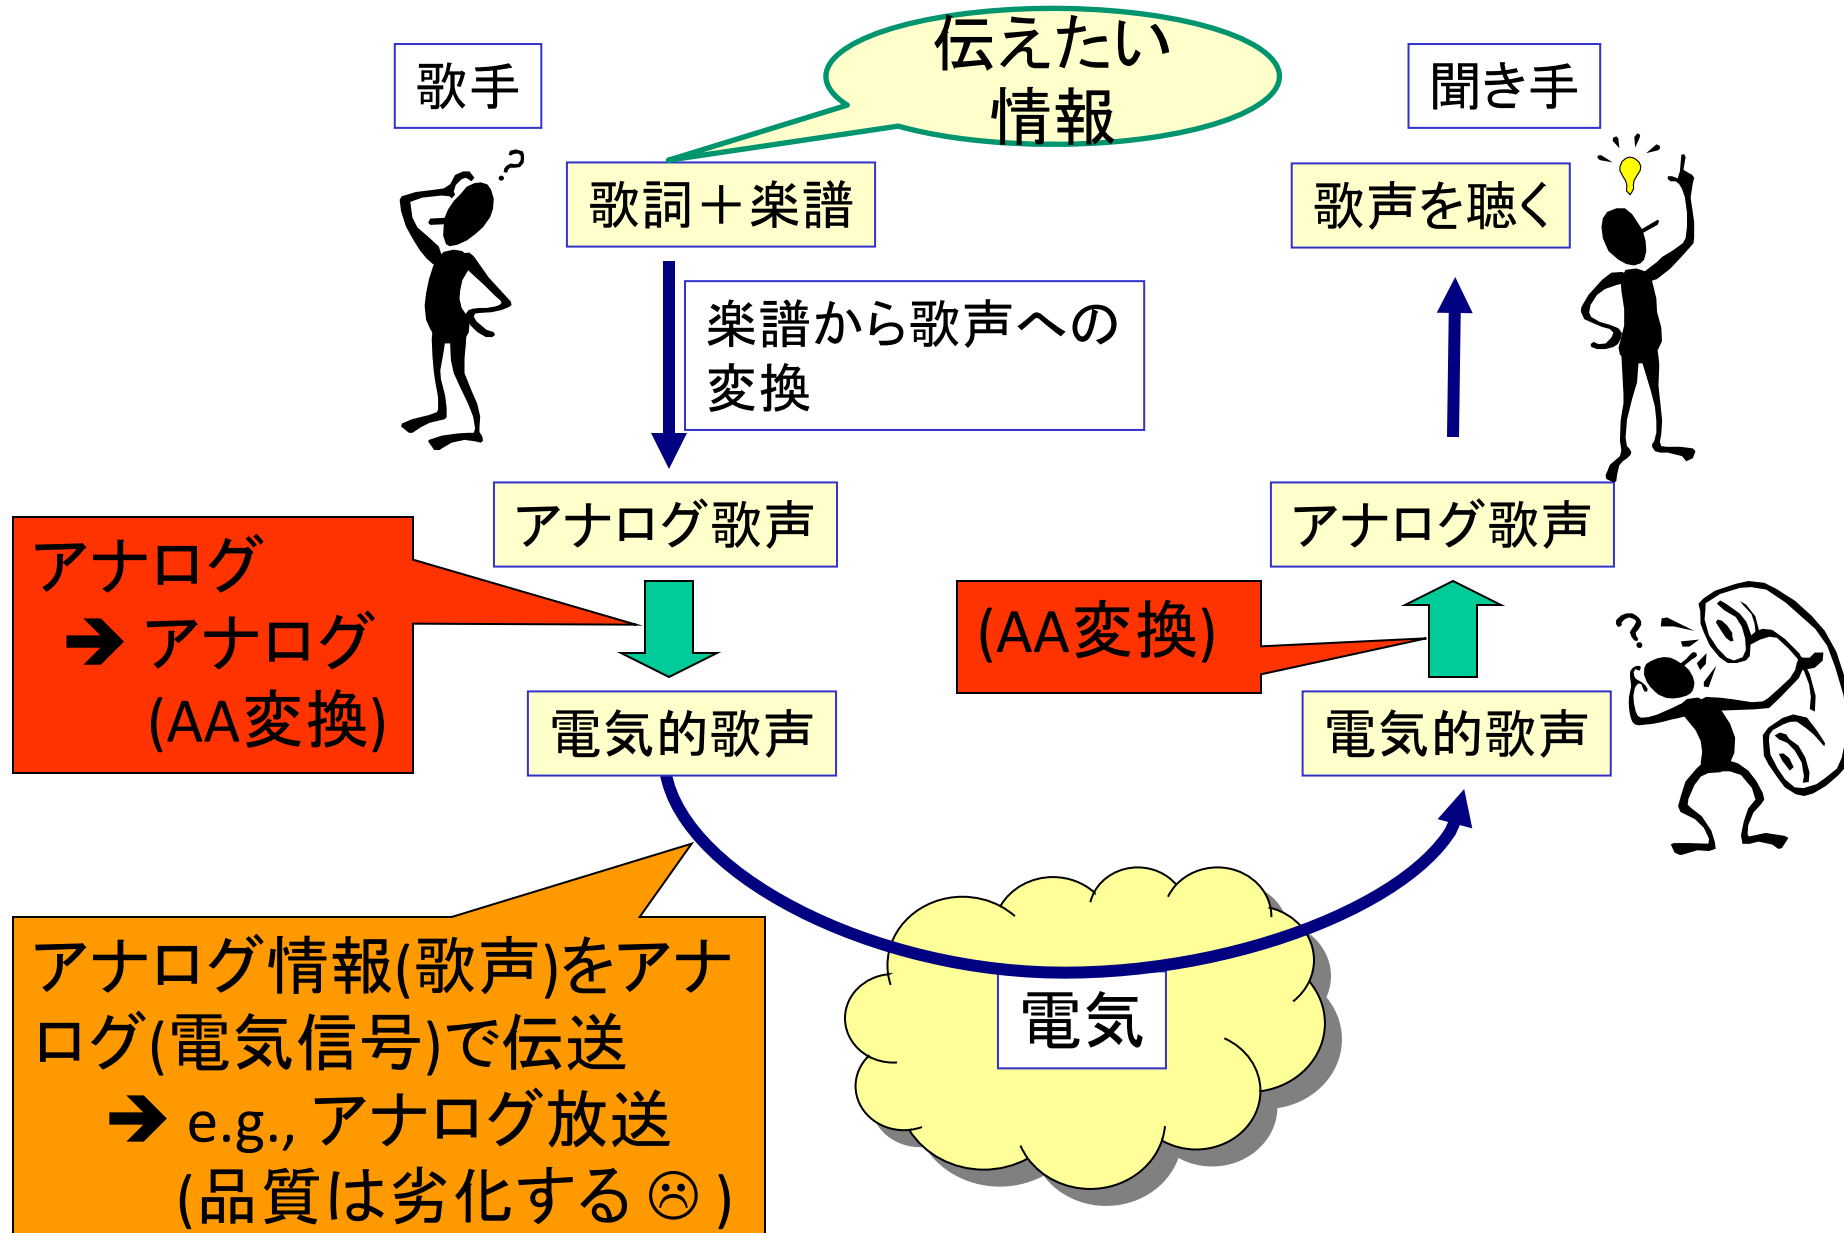 歌手
伝えたい
情報
聞き手
歌詞＋楽譜
歌声を聴く
楽譜から歌声への
変換
アナログ歌声
アナログ歌声
アナログ
➔ アナログ
(AA変換)
(AA変換)
電気的歌声
電気的歌声
電気
アナログ情報(歌声)をアナ
ログ(電気信号)で伝送
➔ e.g., アナログ放送
(品質は劣化する ☹ )